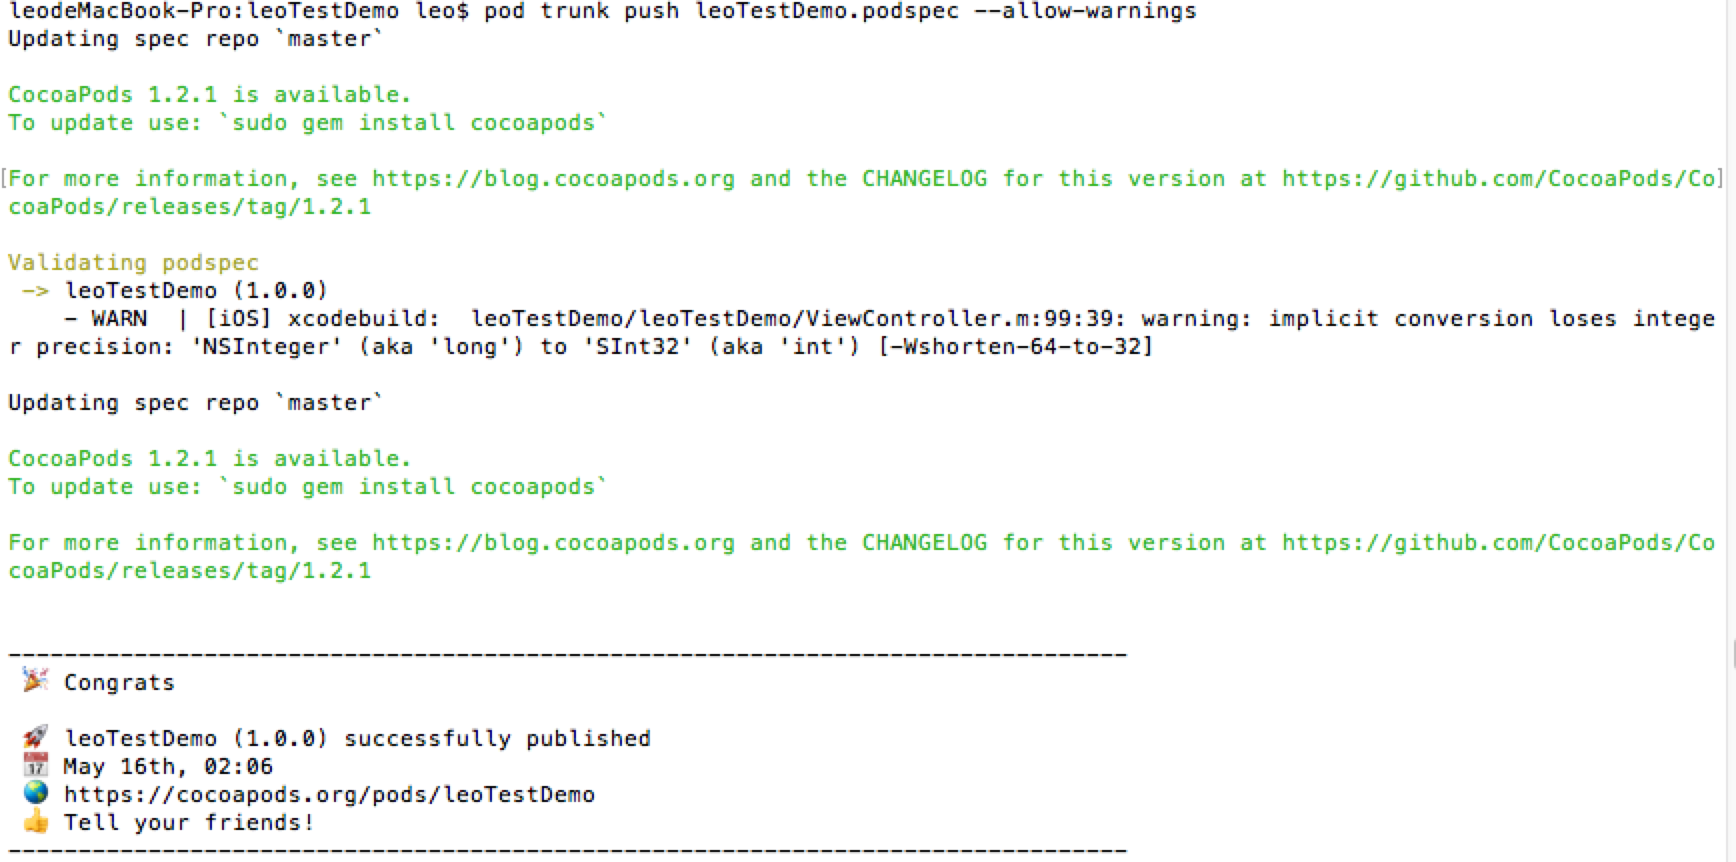 leodeMacBook-Pro:leoTestDemo leo$ pod trunk push leoTestDemo.podspec --allow-warnings
Updating spec repo `master`
CocoaPods 1.2.1 is available.
To update use: `sudo gem install cocoapods`
[For more information, see https://blog.cocoapods.org and the CHANGELOG for this version at https://github.com/CocoaPods/Co]
coaPods/releases/tag/1.2.1
Validating podspec
-> leoTestDemo (1.0.0)
- WARN  | [iOS] xcodebuild:  leoTestDemo/leoTestDemo/ViewController.m:99:39: warning: implicit conversion loses intege
r precision: 'NSInteger' (aka 'long') to 'SInt32' (aka 'int') [-Wshorten-64-to-32]
Updating spec repo `master`
CocoaPods 1.2.1 is available.
To update use: `sudo gem install cocoapods`
For more information, see https://blog.cocoapods.org and the CHANGELOG for this version at https://github.com/CocoaPods/Co
coaPods/releases/tag/1.2.1
--------------------------------------------------------------------------------
🎉 Congrats
🚀 leoTestDemo (1.0.0) successfully published
📅 May 16th, 02:06
🌎 https://cocoapods.org/pods/leoTestDemo
👍 Tell your friends!
--------------------------------------------------------------------------------